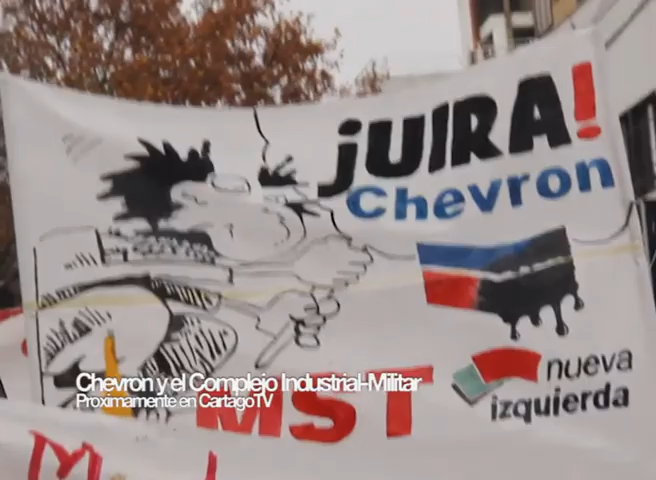 ¡UIRA!
Chevron
nueva
izquierda
Chevron y el Complejo Industrial-Militar
Proximamente en CartagoTV
MST